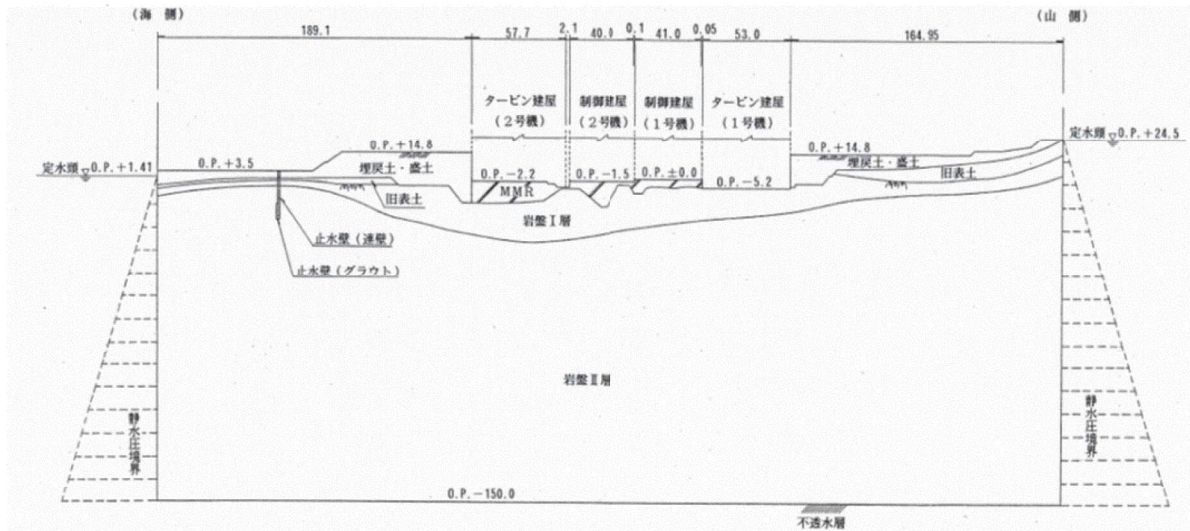 (海 側)
(山 側)
189.1
57.7
2.1
40.0
0.1
41.0
0.05
53.0
164.95
タービン建屋
(2号機)
制御建屋
(2号機)
制御建屋
(1号機)
タービン建屋
(1号機)
定水頭 O.P.+1.41
O.P.+3.5
O.P.+14.8
埋戻土・盛土
旧表土
O.P.-2.2
MMR
O.P.-1.5
O.P.±0.0
O.P.-5.2
O.P.+14.8
埋戻土・盛土
旧表土
定水頭 O.P.+24.5
岩盤Ⅰ層
止水壁(連壁)
止水壁(グラウト)
岩盤Ⅱ層
静水圧境界
静水圧境界
O.P.-150.0
不透水層